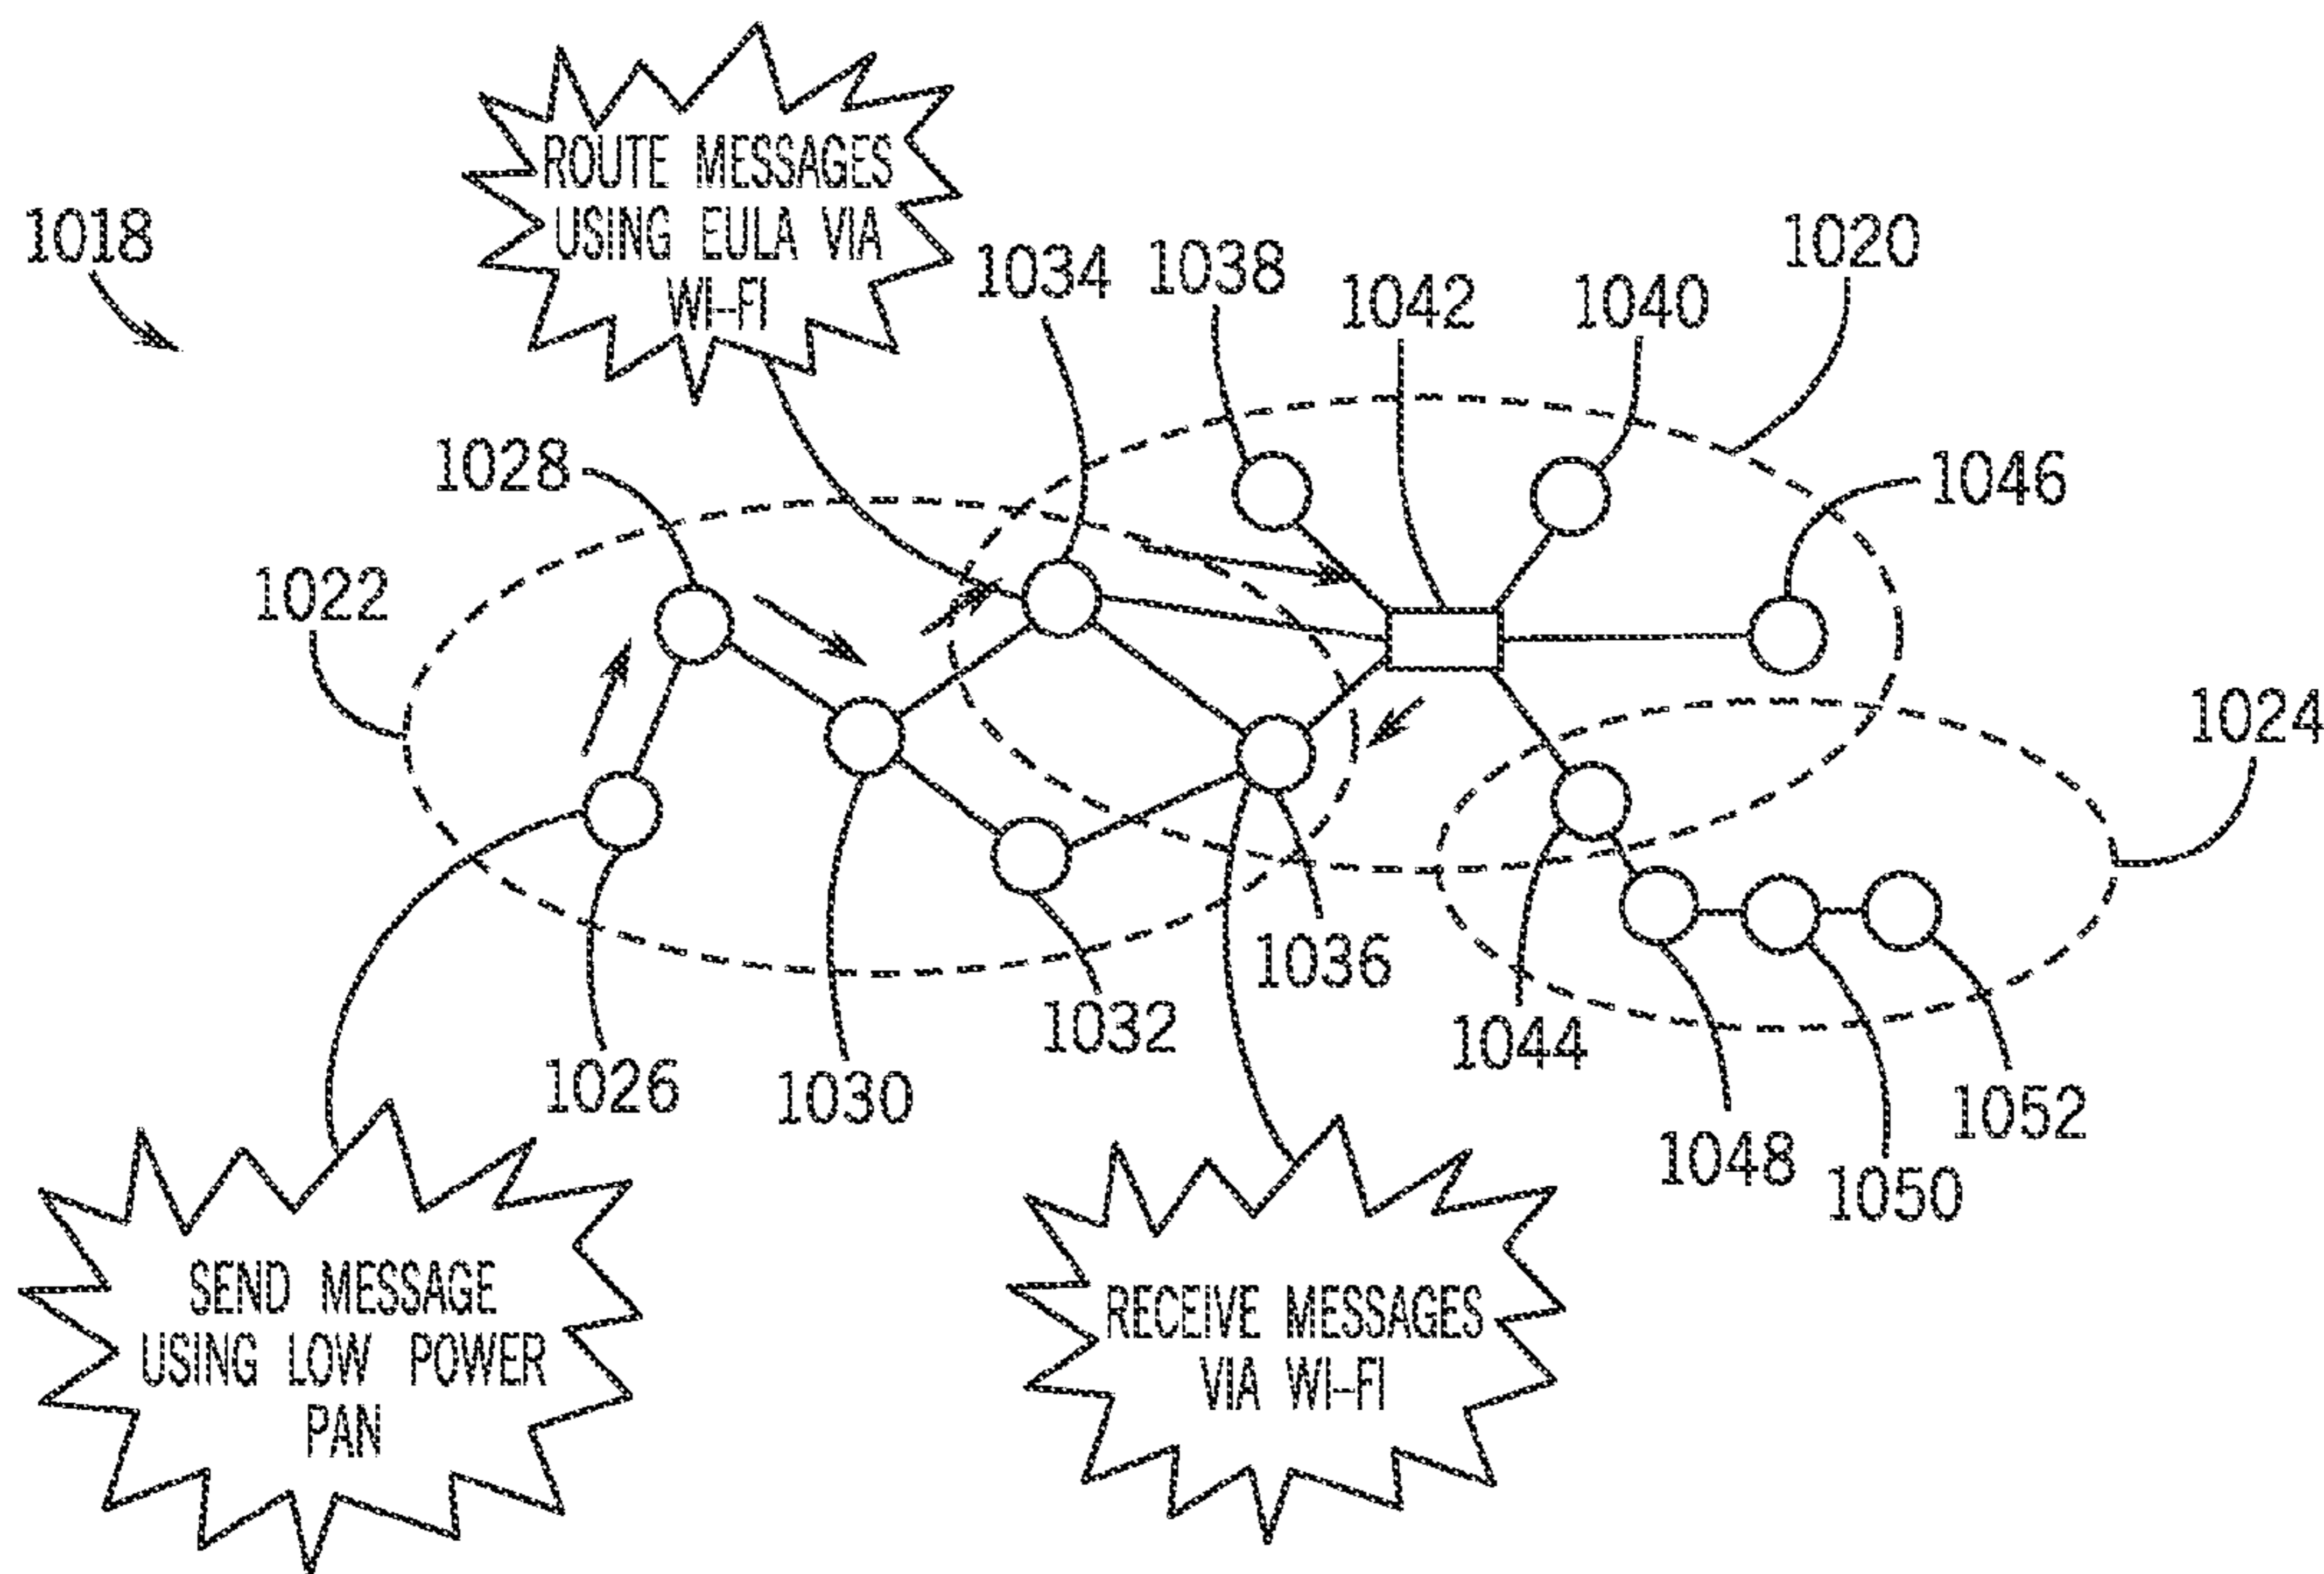 ROUTE MESSAGES
USING EULA VIA
WI-FI
1018
1034
1038
1042
1040
1020
1028
1046
1022
1024
1036
1032
1044
1026
1030
1048
1050
1052
SEND MESSAGE
USING LOW POWER
PAN
RECEIVE MESSAGES
VIA WI-FI